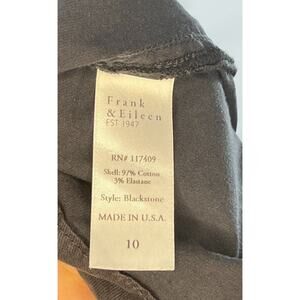 Frank
& Eileen
EST 1947
RN# 117409
Shell: 97% Cotton
3% Elastane
Style: Blackstone
MADE IN U.S.A.
10